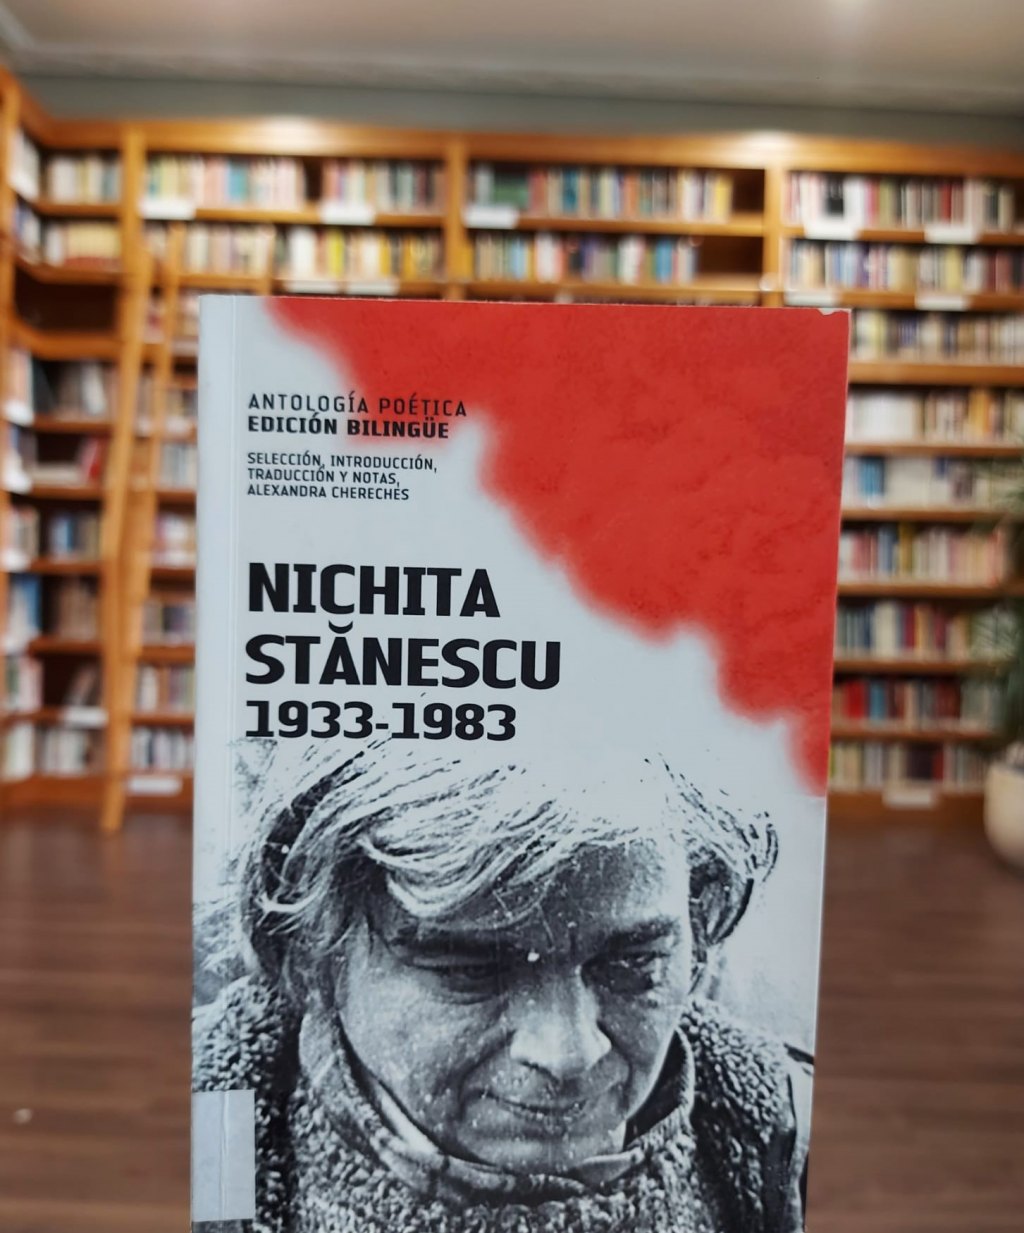 ANTOLOGÍA POÉTICA
EDICIÓN BILINGÜE
SELECCIÓN, INTRODUCCIÓN,
TRADUCCIÓN Y NOTAS,
ALEXANDRA CHERECHES
NICHITA
STĂNESCU
1933-1983